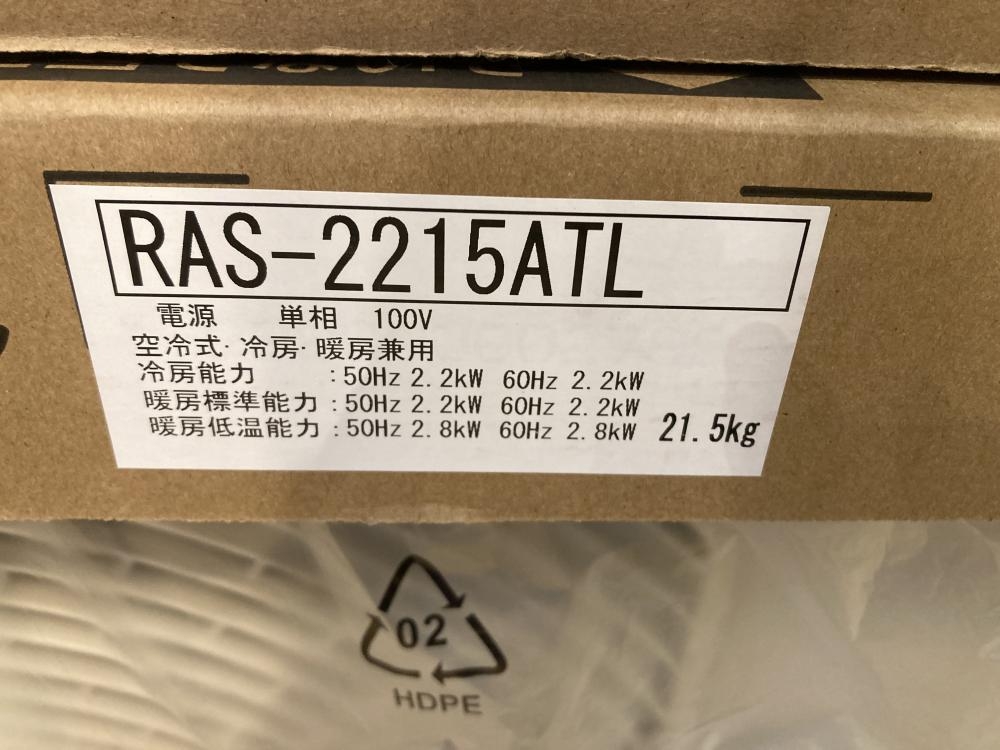 RAS-2215ATL
電源 単相 100V
空冷式・冷房・暖房兼用
冷房能力 :50Hz 2.2kW 60Hz 2.2kW
暖房標準能力:50Hz 2.2kW 60Hz 2.2kW
暖房低温能力:50Hz 2.8kW 60Hz 2.8kW 21.5kg
02
HDPE